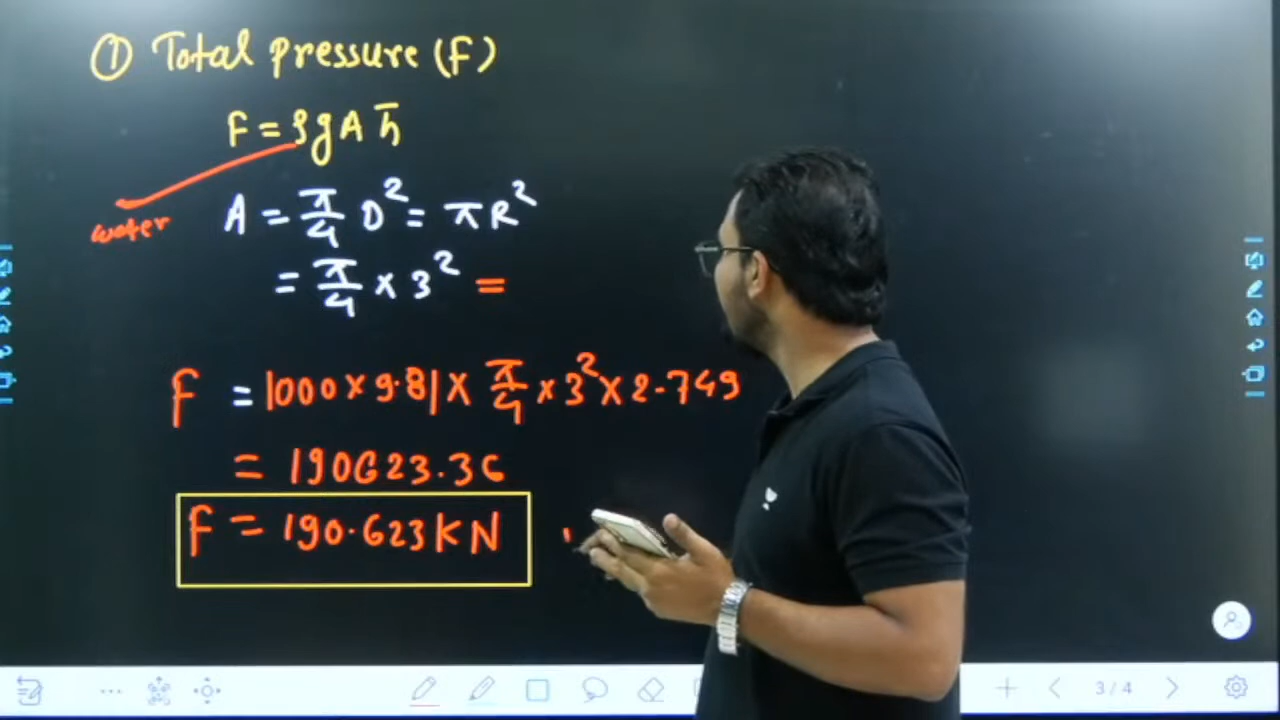 ① Total pressure (F)
F = ρgA h̄
water
A = π/4 D² = πR²
= π/4 × 3² =
F = 1000 × 9.81 × π/4 × 3² × 2.749
= 190623.36
F = 190.623 KN
3 / 4